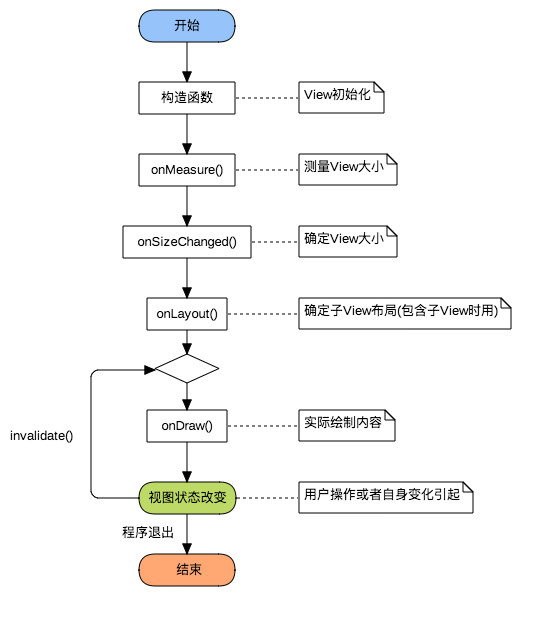 开始
构造函数
View初始化
onMeasure()
测量View大小
onSizeChanged()
确定View大小
onLayout()
确定子View布局(包含子View时用)
onDraw()
实际绘制内容
invalidate()
视图状态改变
用户操作或者自身变化引起
程序退出
结束